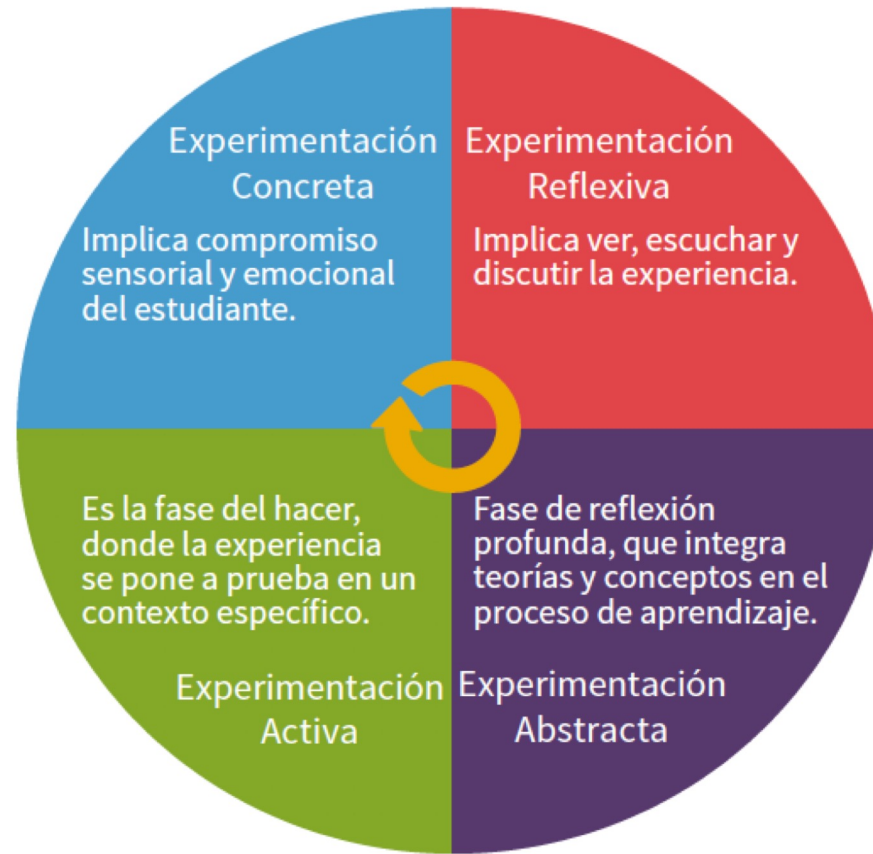 Experimentación
Concreta
Implica compromiso
sensorial y emocional
del estudiante.
Experimentación
Reflexiva
Implica ver, escuchar y
discutir la experiencia.
Es la fase del hacer,
donde la experiencia
se pone a prueba en un
contexto específico.
Experimentación
Activa
Fase de reflexión
profunda, que integra
teorías y conceptos en el
proceso de aprendizaje.
Experimentación
Abstracta